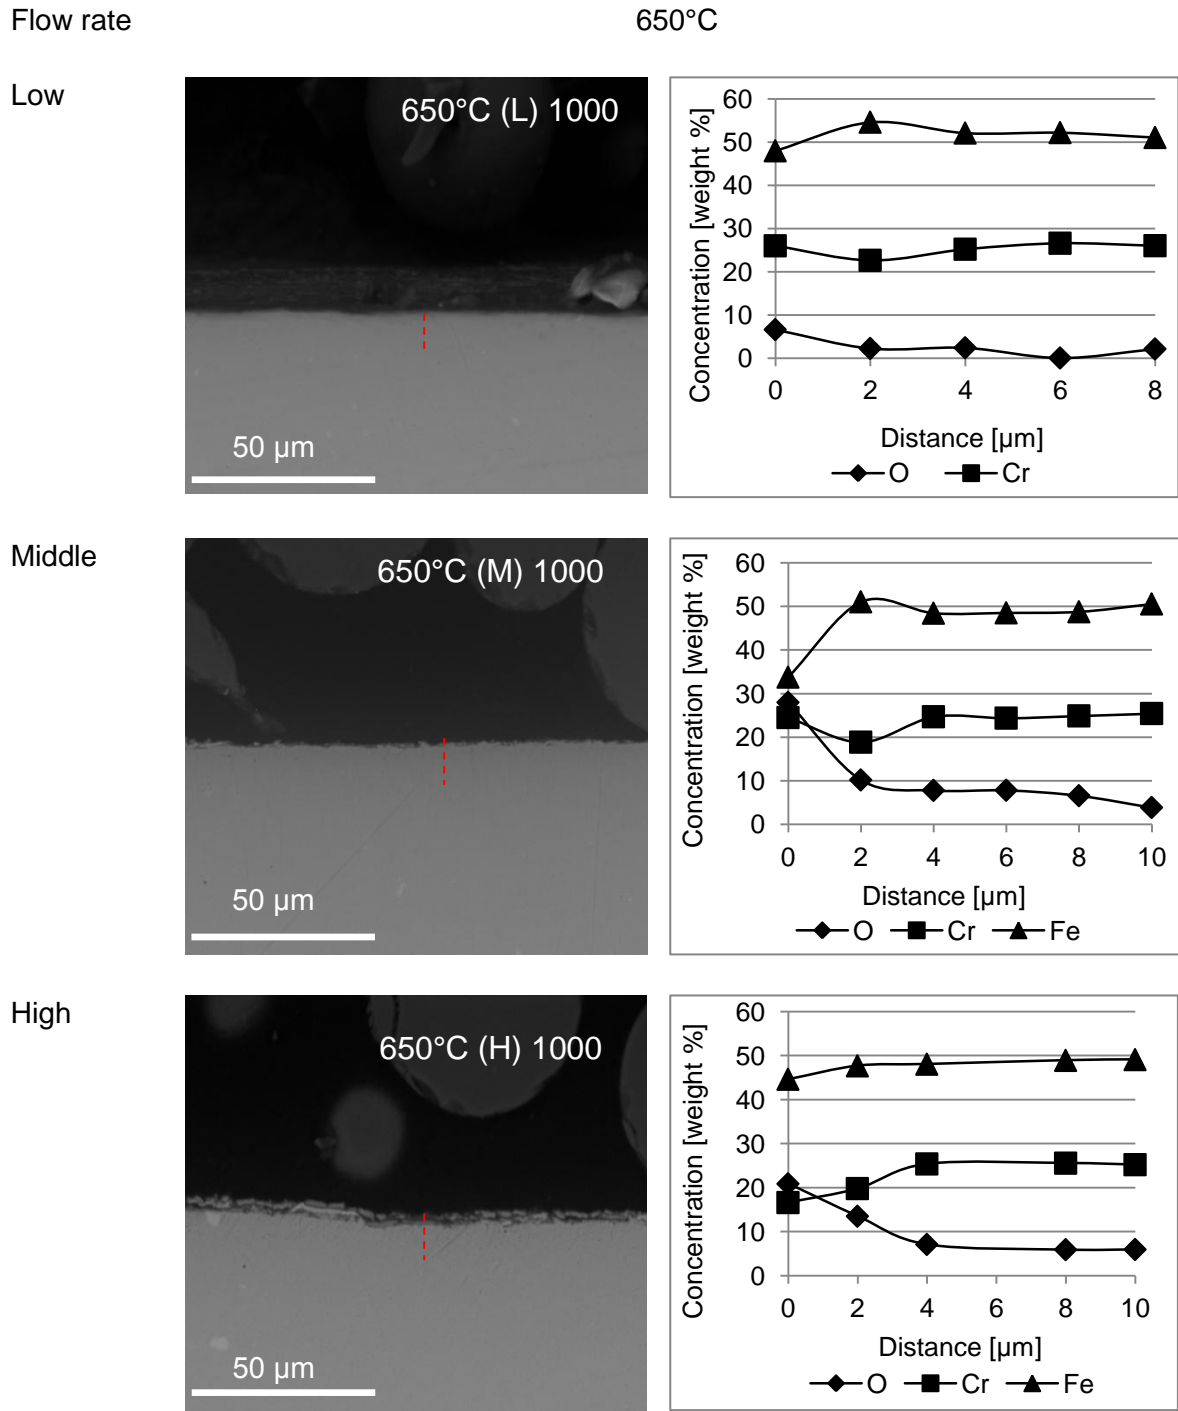 Flow rate 650°C
Low
650°C (L) 1000
50 µm
Concentration [weight %]
60
50
40
30
20
10
0
0 2 4 6 8
Distance [µm]
O Cr
Middle
650°C (M) 1000
50 µm
Concentration [weight %]
60
50
40
30
20
10
0
0 2 4 6 8 10
Distance [µm]
O Cr Fe
High
650°C (H) 1000
50 µm
Concentration [weight %]
60
50
40
30
20
10
0
0 2 4 6 8 10
Distance [µm]
O Cr Fe